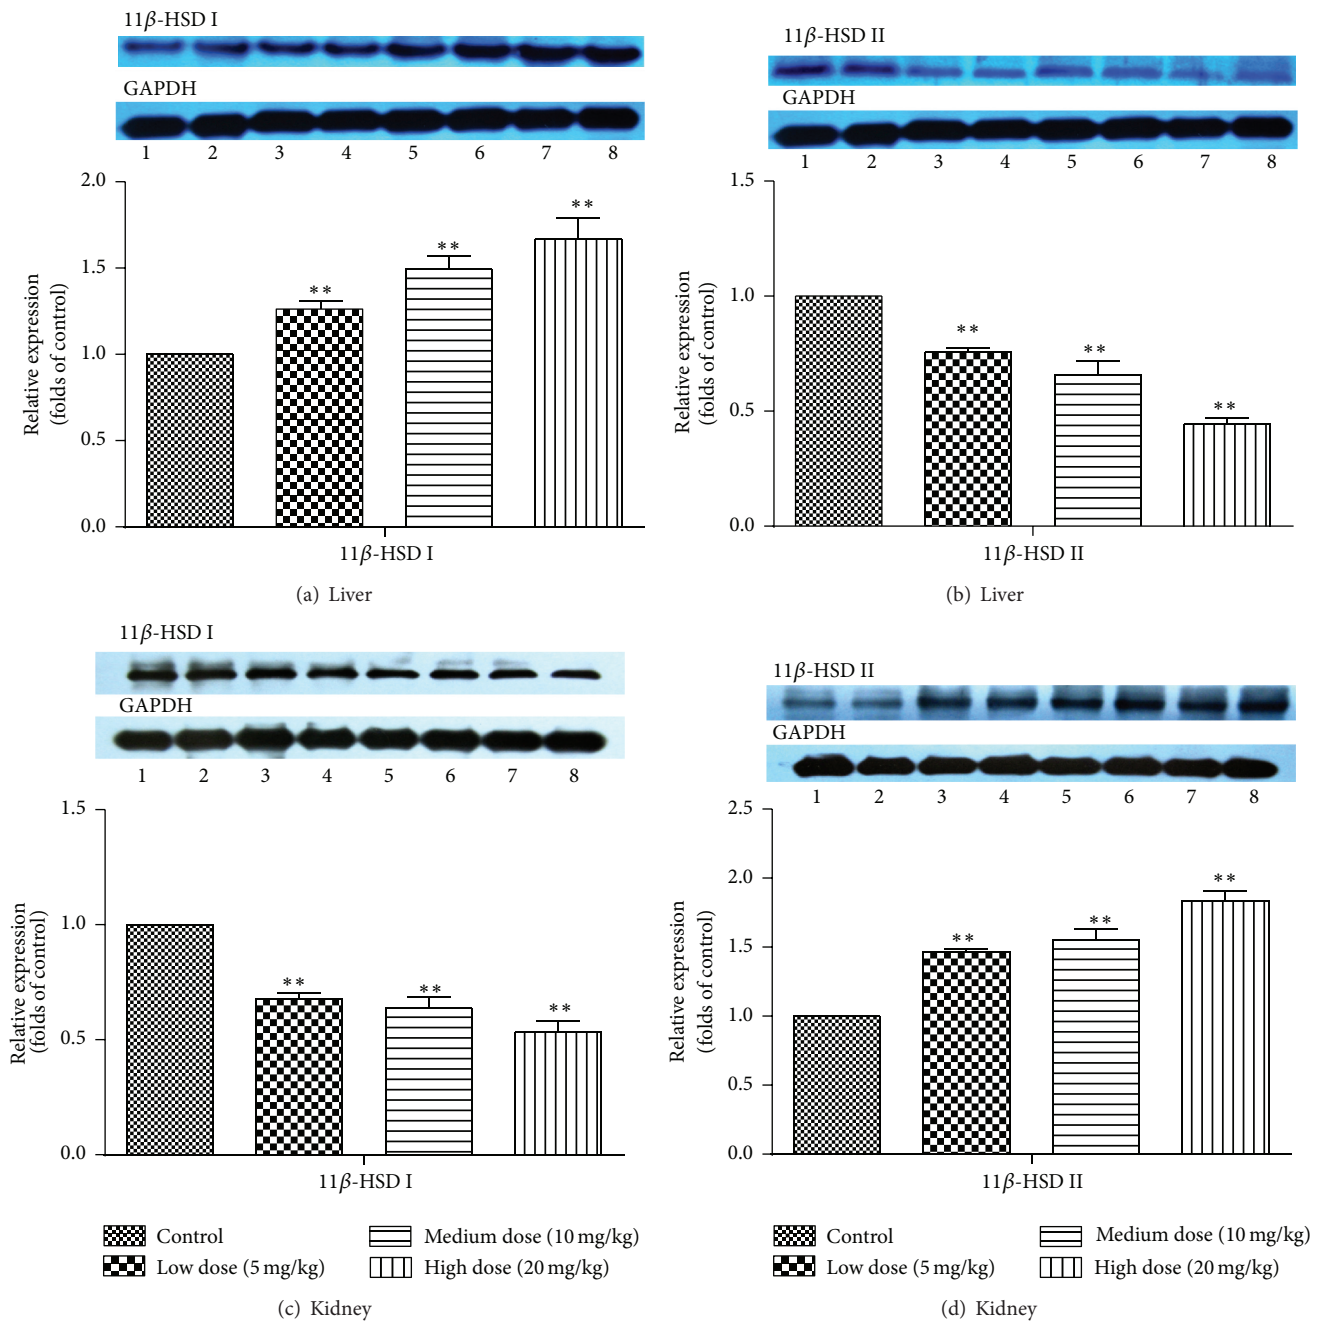 11β-HSD I
GAPDH
1 2 3 4 5 6 7 8
2.0
1.5
1.0
0.5
0.0
Relative expression
(folds of control)
**
**
**
11β-HSD I
(a) Liver
11β-HSD II
GAPDH
1 2 3 4 5 6 7 8
1.5
1.0
0.5
0.0
Relative expression
(folds of control)
**
**
**
11β-HSD II
(b) Liver
11β-HSD I
GAPDH
1 2 3 4 5 6 7 8
1.5
1.0
0.5
0.0
Relative expression
(folds of control)
**
**
**
11β-HSD I
Control
Low dose (5 mg/kg)
Medium dose (10 mg/kg)
High dose (20 mg/kg)
(c) Kidney
11β-HSD II
GAPDH
1 2 3 4 5 6 7 8
2.5
2.0
1.5
1.0
0.5
0.0
Relative expression
(folds of control)
**
**
**
11β-HSD II
Control
Low dose (5 mg/kg)
Medium dose (10 mg/kg)
High dose (20 mg/kg)
(d) Kidney